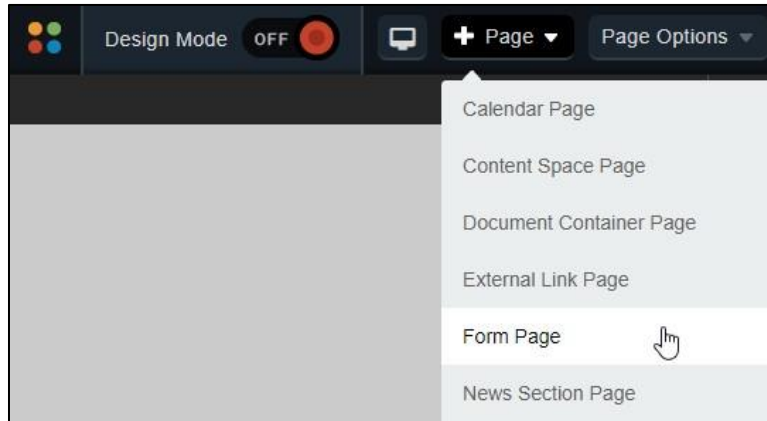 Design Mode OFF Page Page Options
Calendar Page
Content Space Page
Document Container Page
External Link Page
Form Page
News Section Page